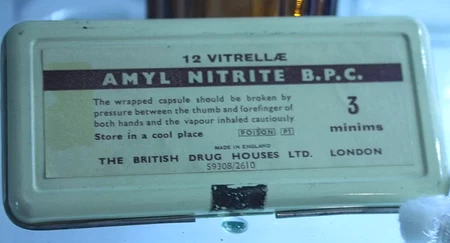 12 VITRELLÆ
AMYL NITRITE B.P.C.
The wrapped capsule should be broken by
pressure between the thumb and forefinger of
both hands and the vapour inhaled cautiously
Store in a cool place
POISON P1
3
minims
MADE IN ENGLAND
THE BRITISH DRUG HOUSES LTD. LONDON
S9308/2610